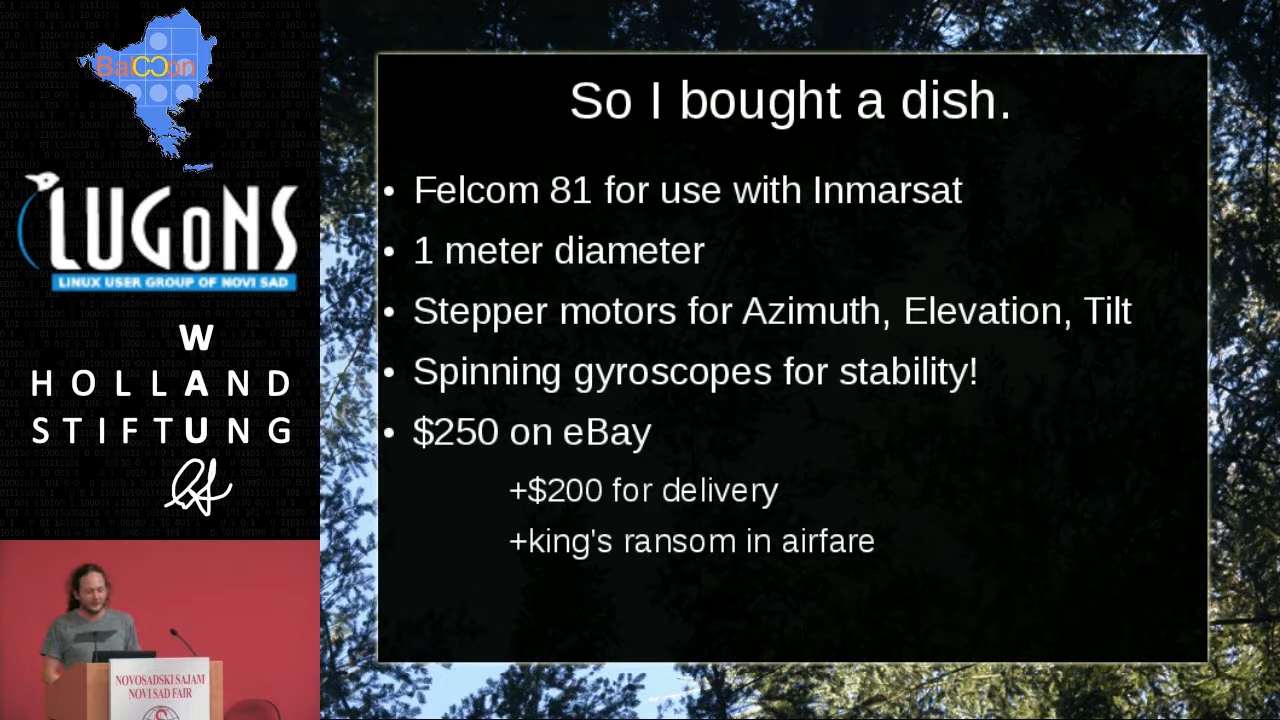 BalCCon
LUGoNS
LINUX USER GROUP OF NOVI SAD
W
HOLLAND
STIFTUNG
NOVOSADSKI SAJAM
NOVI SAD FAIR
So I bought a dish.
• Felcom 81 for use with Inmarsat
• 1 meter diameter
• Stepper motors for Azimuth, Elevation, Tilt
• Spinning gyroscopes for stability!
• $250 on eBay
+$200 for delivery
+king's ransom in airfare